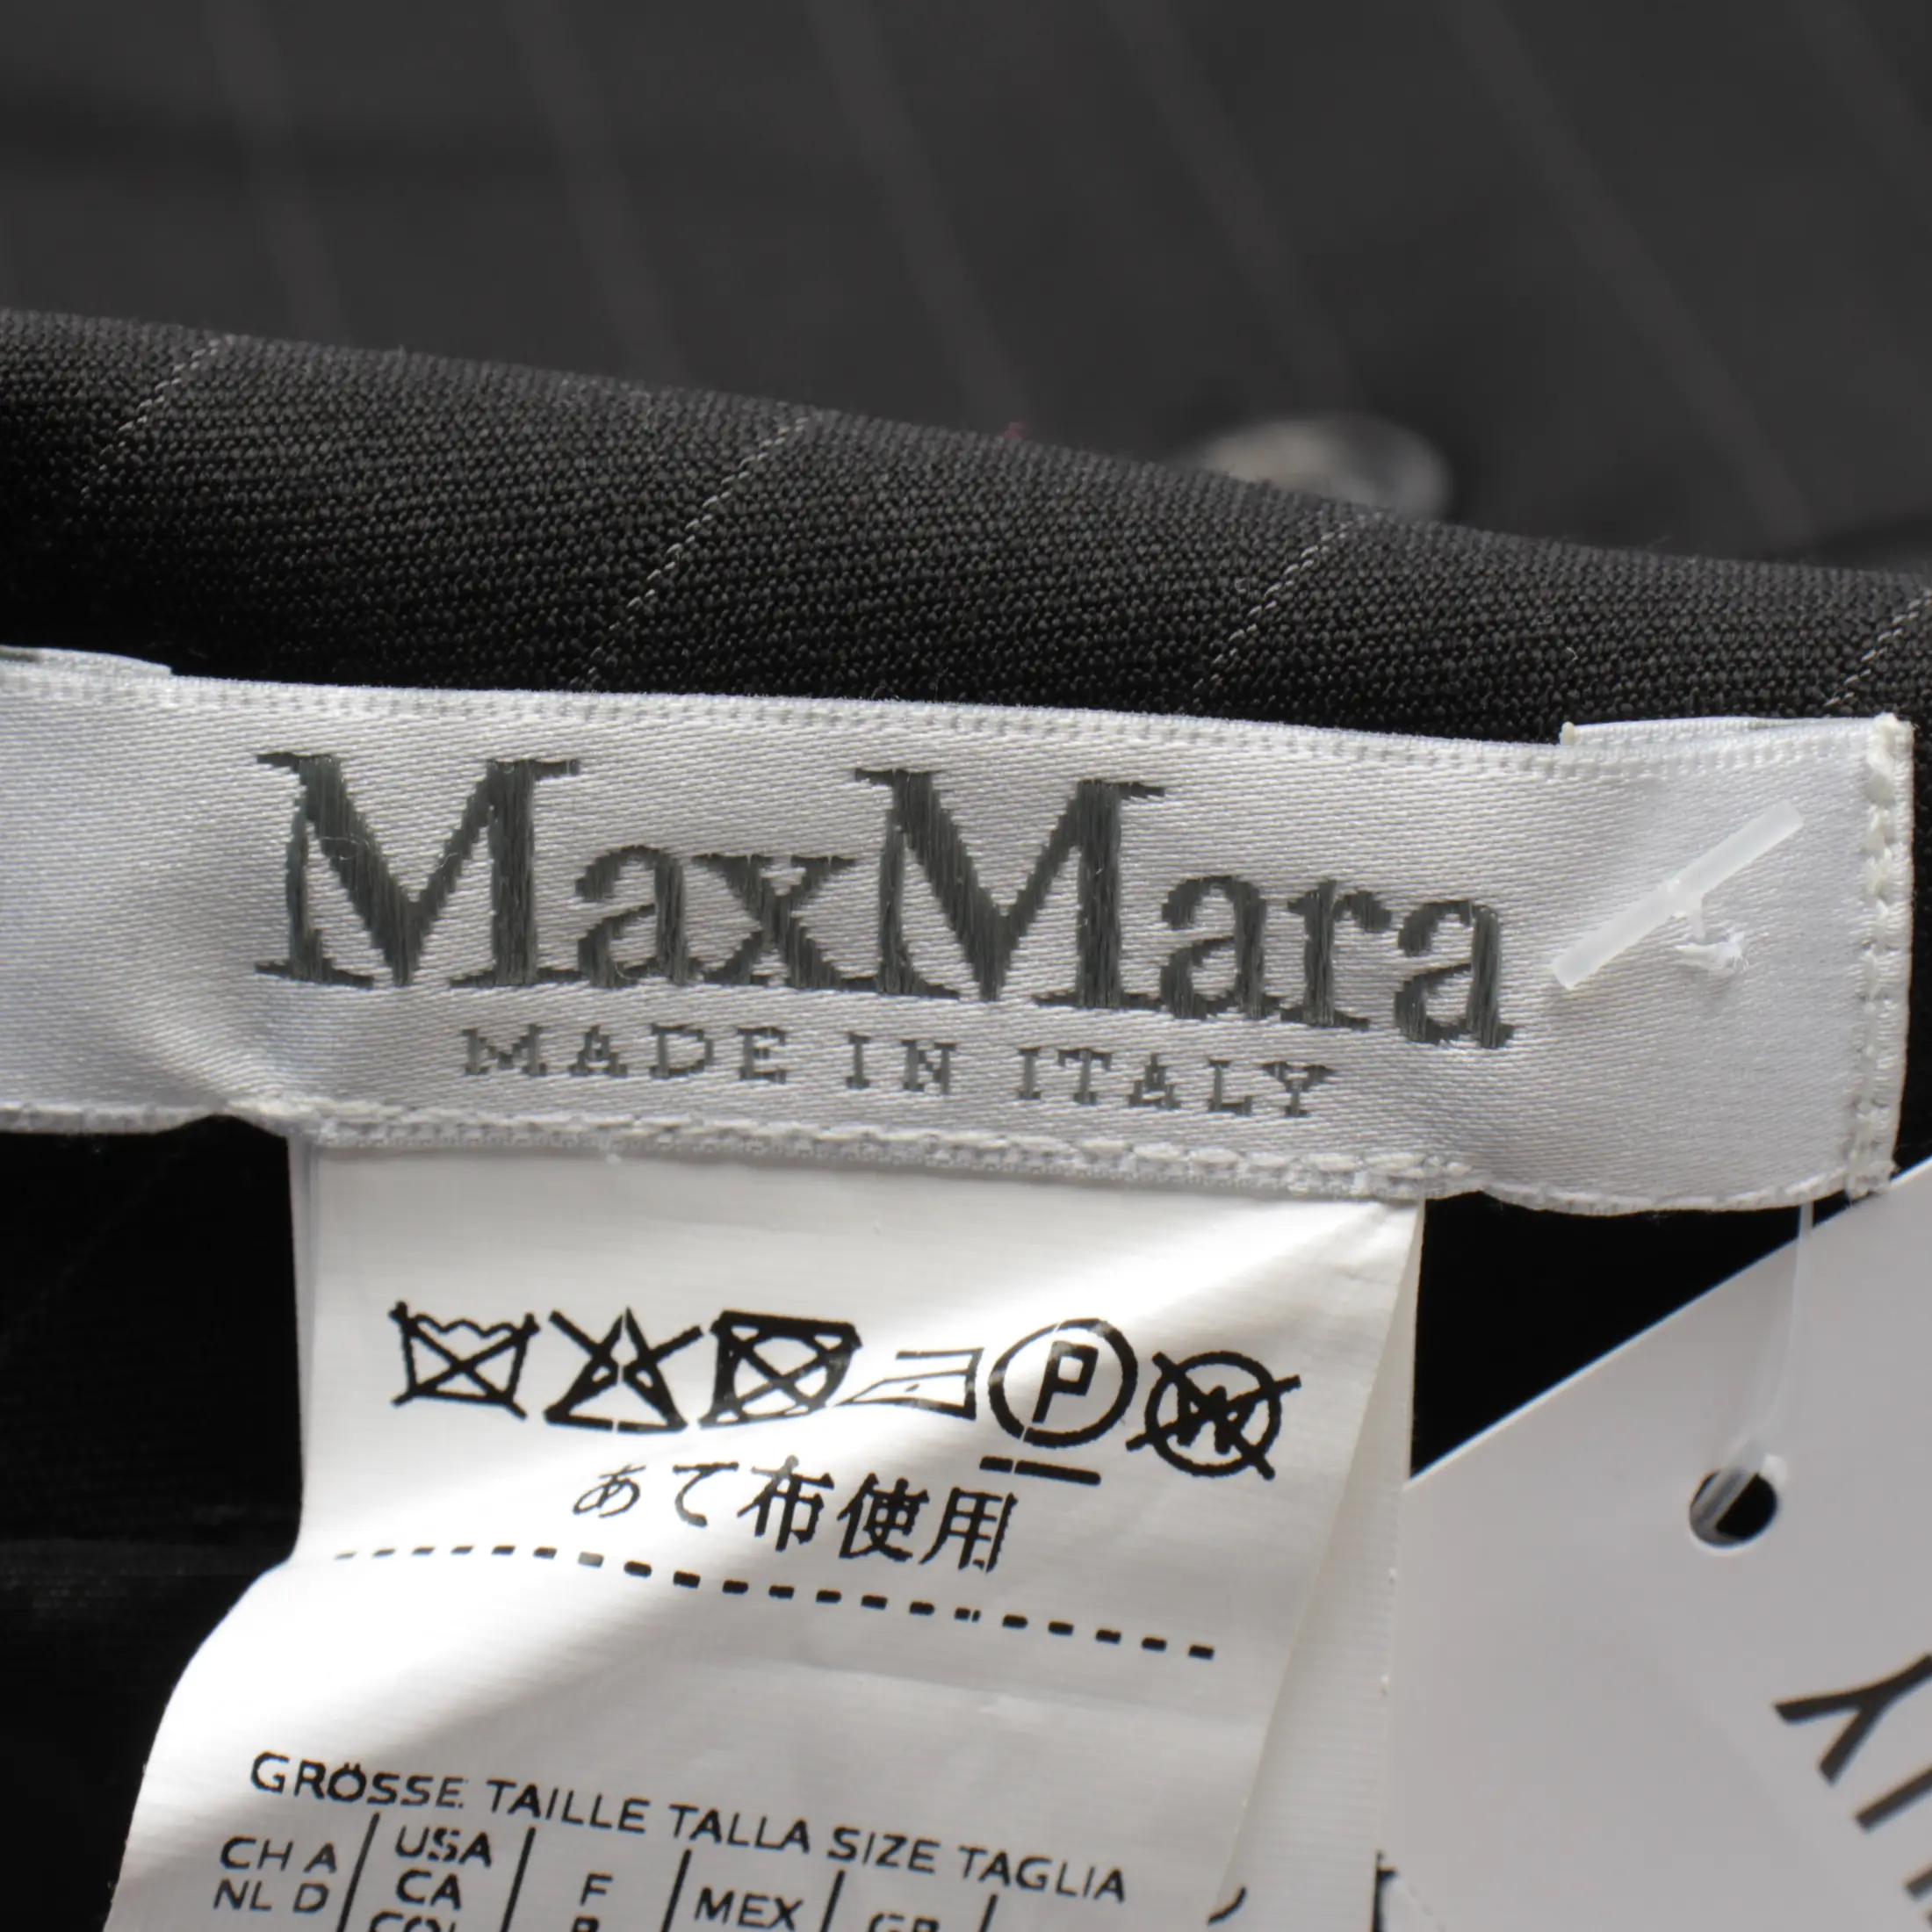 MaxMara
MADE IN ITALY
P
W
あて布使用
GRÖSSE TAILLE TALLA SIZE TAGLIA
CH A
NL D
USA
CA
F
MEX
GB